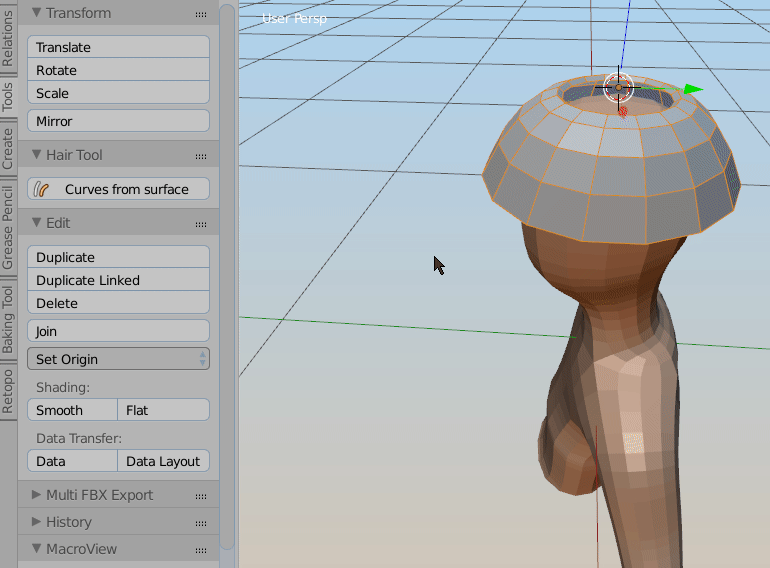 Relations
Tools
Create
Grease Pencil
Baking Tool
Retopo
Transform
Translate
Rotate
Scale
Mirror
Hair Tool
Curves from surface
Edit
Duplicate
Duplicate Linked
Delete
Join
Set Origin
Shading:
Smooth Flat
Data Transfer:
Data Data Layout
Multi FBX Export
History
MacroView
User Persp